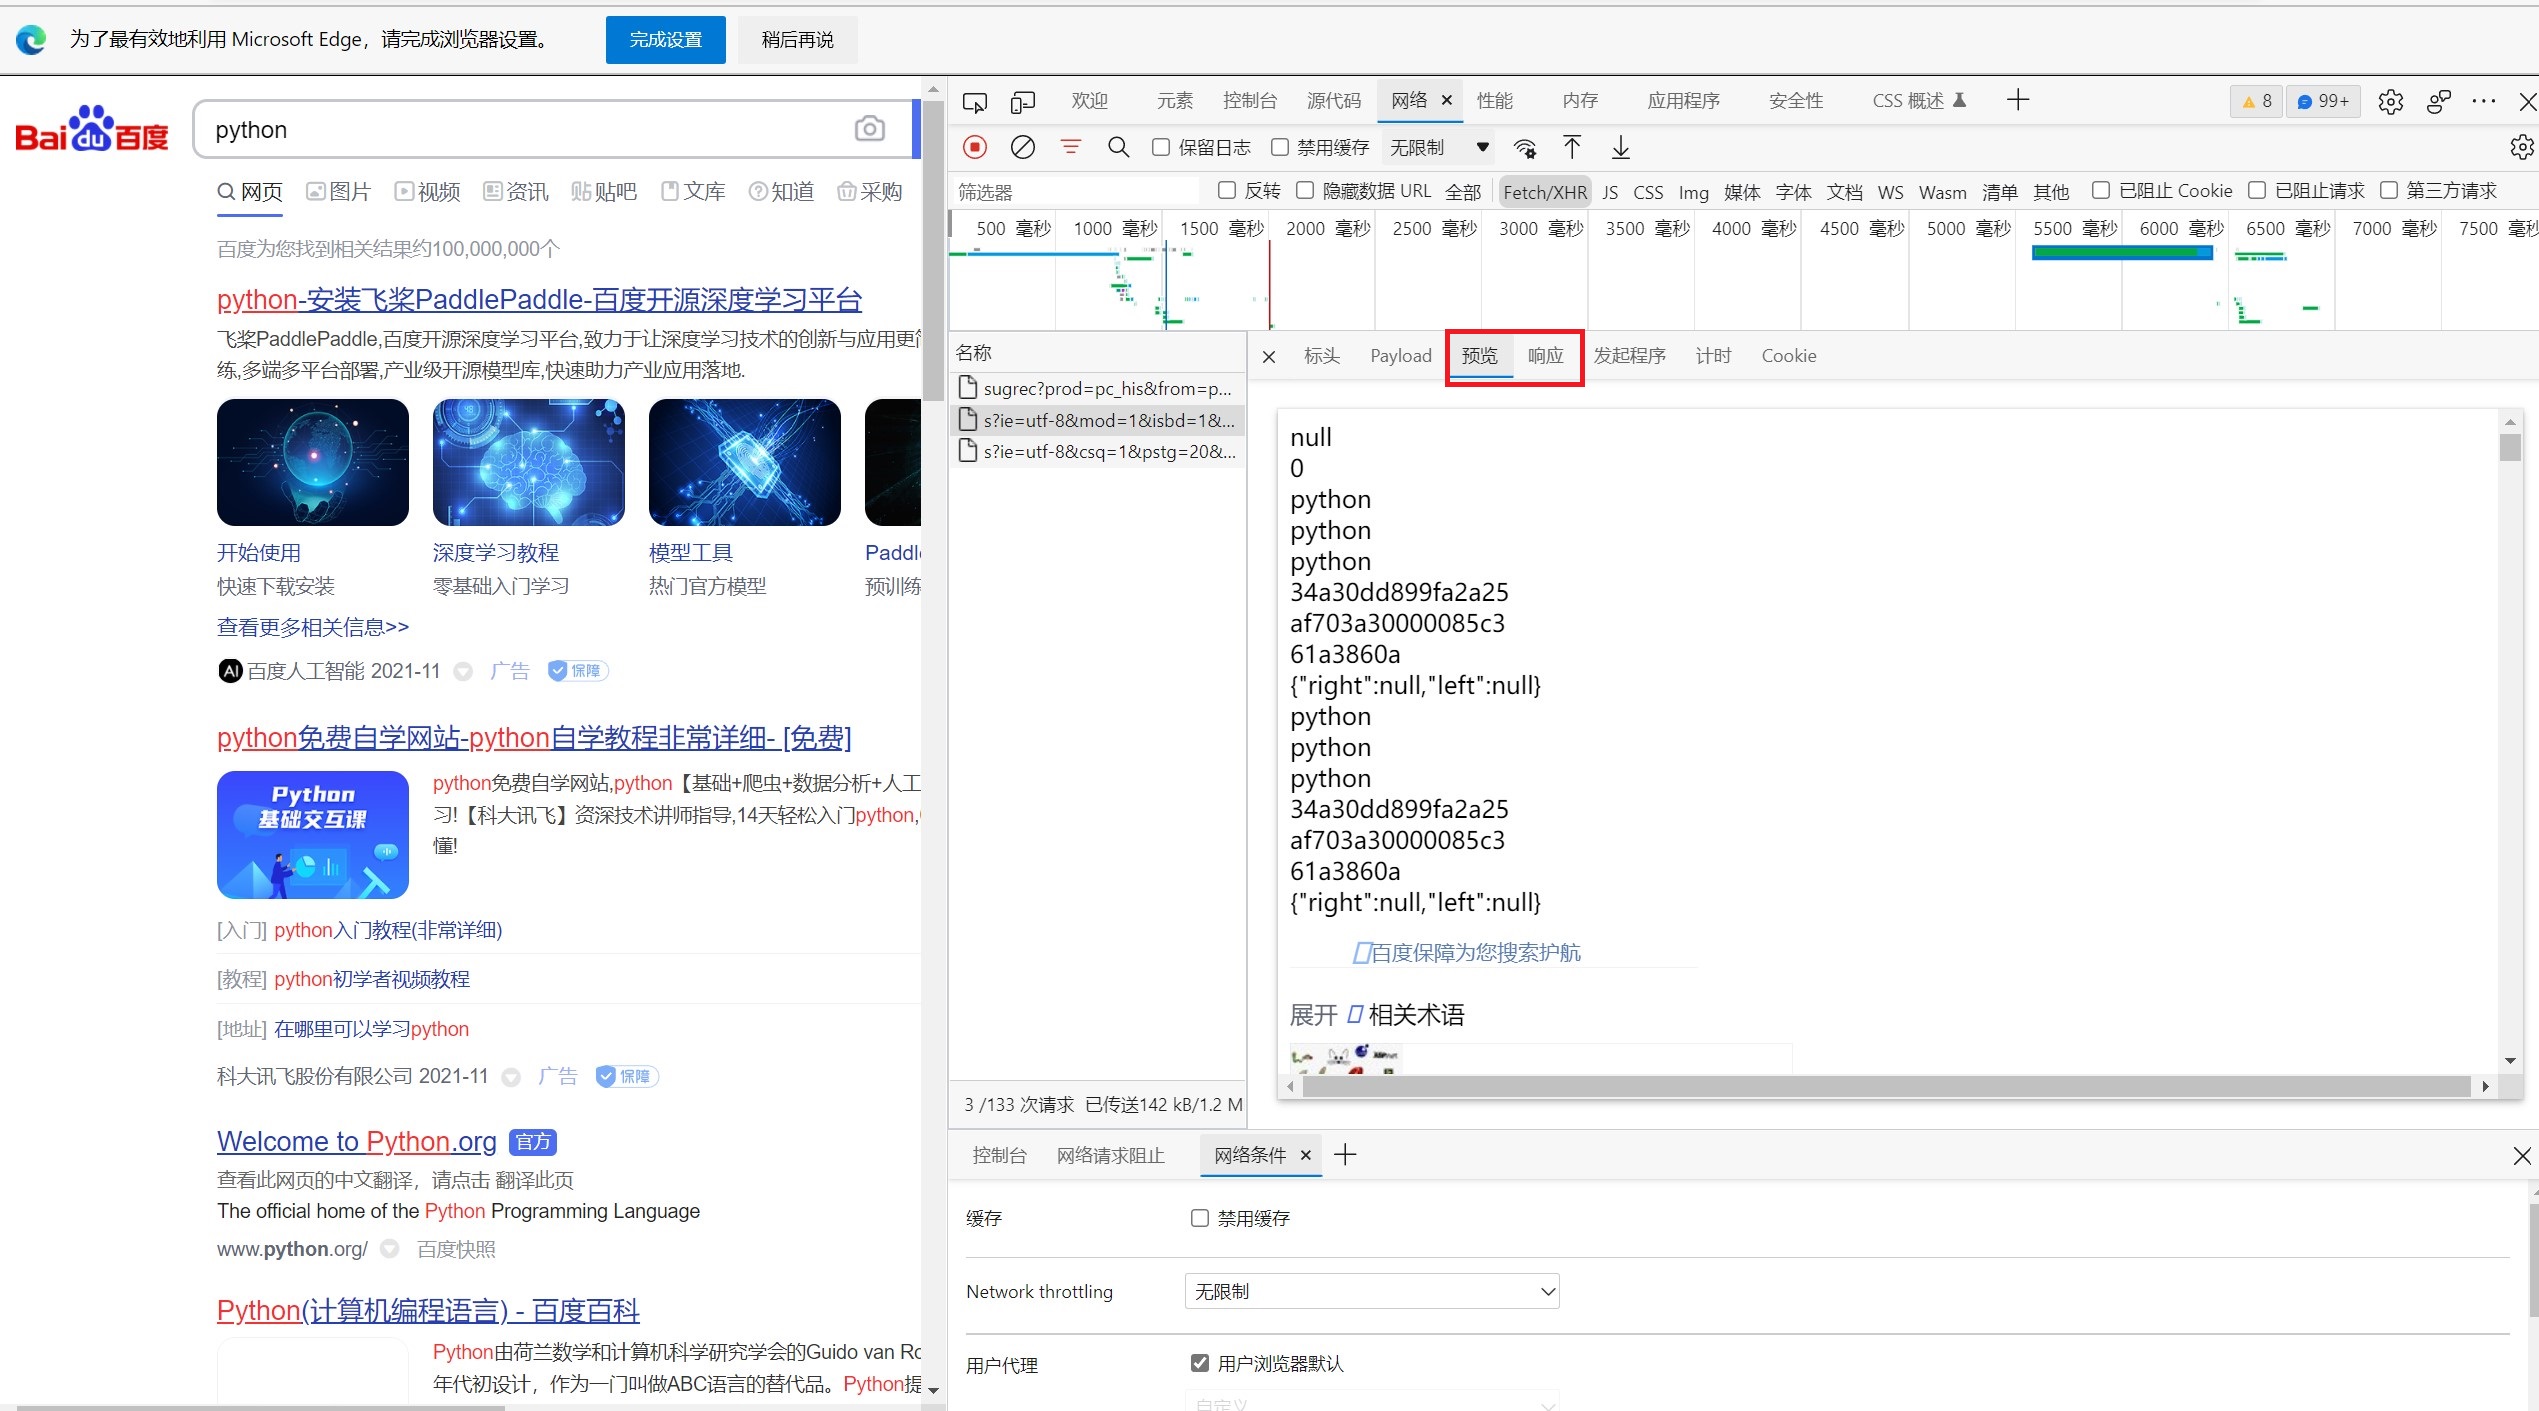 为了最有效地利用 Microsoft Edge，请完成浏览器设置。 完成设置 稍后再说
Bai du 百度 python
网页 图片 视频 资讯 贴吧 文库 知道 采购
百度为您找到相关结果约100,000,000个
python-安装飞桨PaddlePaddle-百度开源深度学习平台
飞桨PaddlePaddle,百度开源深度学习平台,致力于让深度学习技术的创新与应用更简
练,多端多平台部署,产业级开源模型库,快速助力产业应用落地.
开始使用 深度学习教程 模型工具 Paddl
快速下载安装 零基础入门学习 热门官方模型 预训练
查看更多相关信息>>
AI 百度人工智能 2021-11 广告 保障
python免费自学网站-python自学教程非常详细- [免费]
Python
基础交互课
python免费自学网站,python【基础+爬虫+数据分析+人工
习!【科大讯飞】资深技术讲师指导,14天轻松入门python,
懂!
[入门] python入门教程(非常详细)
[教程] python初学者视频教程
[地址] 在哪里可以学习python
科大讯飞股份有限公司 2021-11 广告 保障
Welcome to Python.org 官方
查看此网页的中文翻译，请点击 翻译此页
The official home of the Python Programming Language
www.python.org/ 百度快照
Python(计算机编程语言) - 百度百科
Python由荷兰数学和计算机科学研究学会的Guido van Ro
年代初设计，作为一门叫做ABC语言的替代品。Python提
欢迎 元素 控制台 源代码 网络 性能 内存 应用程序 安全性 CSS 概述 8 99+
保留日志 禁用缓存 无限制
筛选器 反转 隐藏数据 URL 全部 Fetch/XHR JS CSS Img 媒体 字体 文档 WS Wasm 清单 其他 已阻止 Cookie 已阻止请求 第三方请求
500 毫秒 1000 毫秒 1500 毫秒 2000 毫秒 2500 毫秒 3000 毫秒 3500 毫秒 4000 毫秒 4500 毫秒 5000 毫秒 5500 毫秒 6000 毫秒 6500 毫秒 7000 毫秒 7500 毫秒
名称
sugrec?prod=pc_his&from=p...
s?ie=utf-8&mod=1&isbd=1&...
s?ie=utf-8&csq=1&pstg=20&...
3 /133 次请求 已传送142 kB/1.2 M
标头 Payload 预览 响应 发起程序 计时 Cookie
null
0
python
python
python
34a30dd899fa2a25
af703a30000085c3
61a3860a
{"right":null,"left":null}
python
python
python
34a30dd899fa2a25
af703a30000085c3
61a3860a
{"right":null,"left":null}
百度保障为您搜索护航
展开 相关术语
控制台 网络请求阻止 网络条件
缓存 禁用缓存
Network throttling 无限制
用户代理 用户浏览器默认
自定义